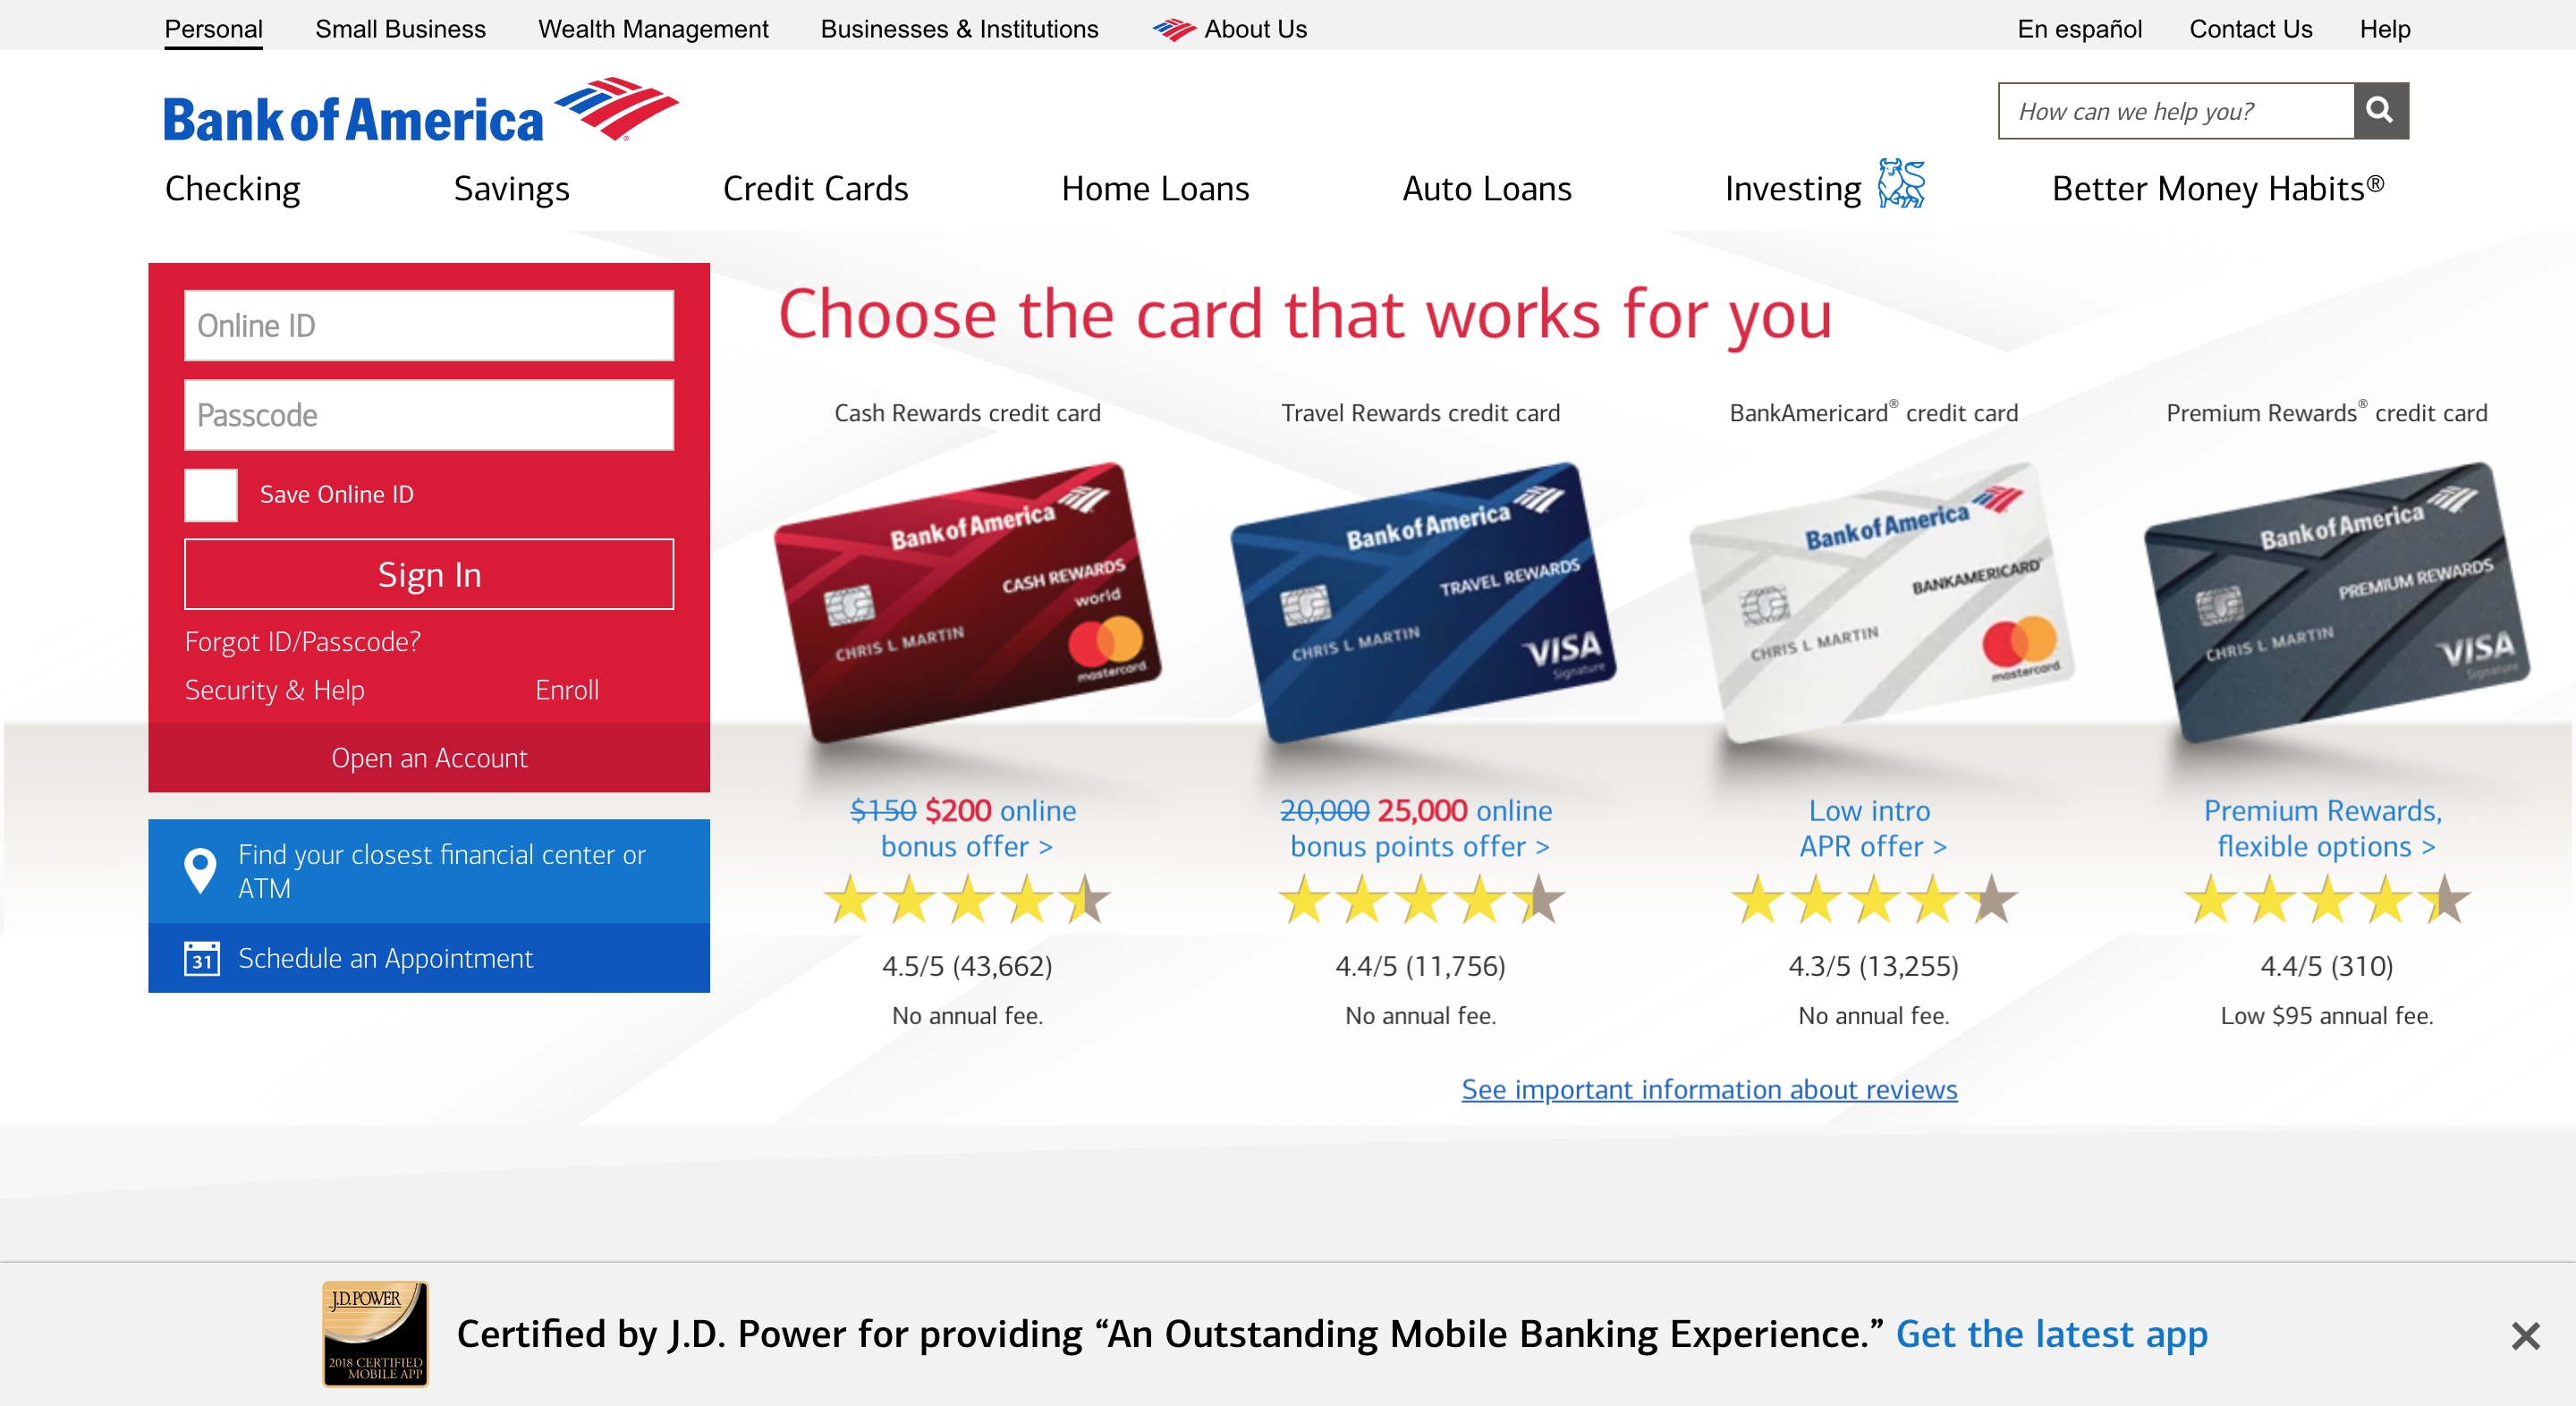 Personal Small Business Wealth Management Businesses & Institutions About Us En español Contact Us Help
Bank of America
How can we help you?
Checking Savings Credit Cards Home Loans Auto Loans Investing Better Money Habits®
Online ID
Passcode
Save Online ID
Sign In
Forgot ID/Passcode?
Security & Help Enroll
Open an Account
Find your closest financial center or
ATM
31 Schedule an Appointment
Choose the card that works for you
Cash Rewards credit card
Bank of America
CASH REWARDS
world
CHRIS L MARTIN
mastercard
$150 $200 online
bonus offer >
4.5/5 (43,662)
No annual fee.
Travel Rewards credit card
Bank of America
TRAVEL REWARDS
CHRIS L MARTIN
VISA
Signature
20,000 25,000 online
bonus points offer >
4.4/5 (11,756)
No annual fee.
BankAmericard® credit card
Bank of America
BANKAMERICARD
CHRIS L MARTIN
mastercard
Low intro
APR offer >
4.3/5 (13,255)
No annual fee.
Premium Rewards® credit card
Bank of America
PREMIUM REWARDS
CHRIS L MARTIN
VISA
Signature
Premium Rewards,
flexible options >
4.4/5 (310)
Low $95 annual fee.
See important information about reviews
J.D.POWER
2018 CERTIFIED
MOBILE APP
Certified by J.D. Power for providing “An Outstanding Mobile Banking Experience.” Get the latest app